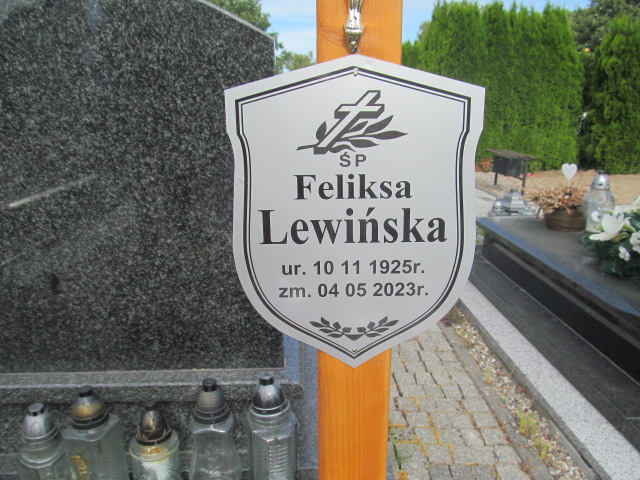 ŚP
Feliksa
Lewińska
ur. 10 11 1925r.
zm. 04 05 2023r.